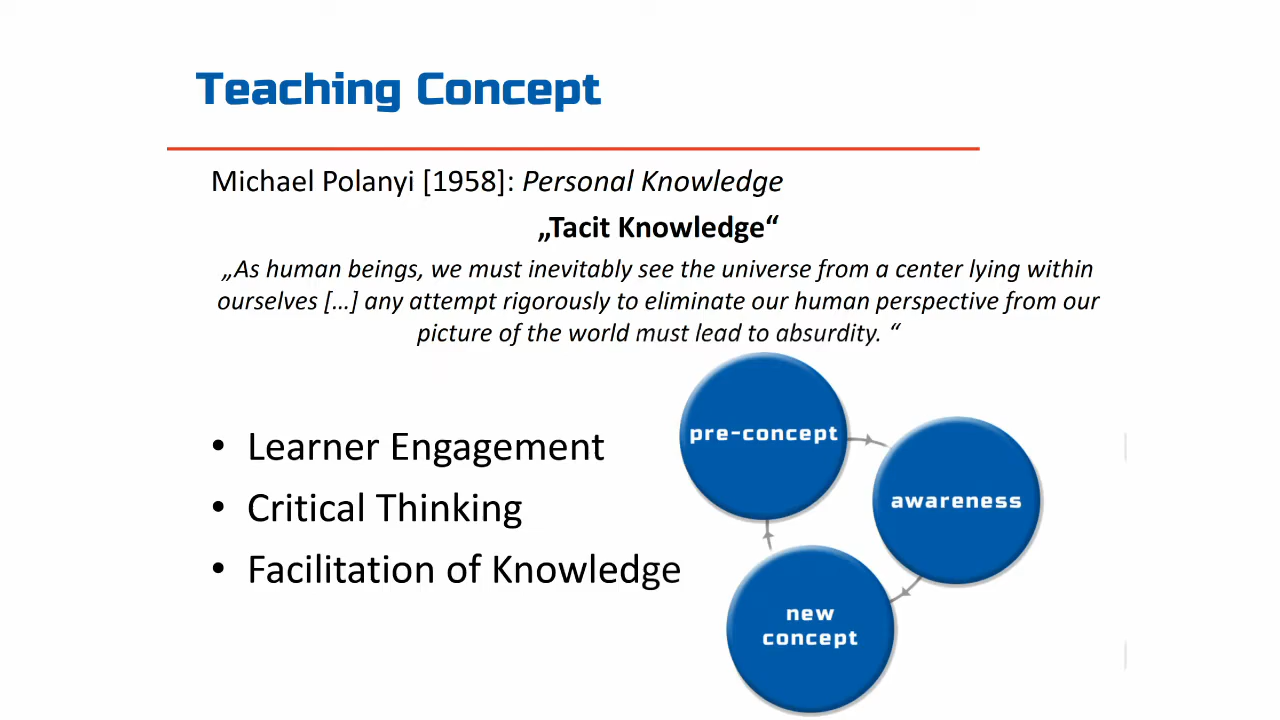 Teaching Concept
Michael Polanyi [1958]: Personal Knowledge
„Tacit Knowledge“
„As human beings, we must inevitably see the universe from a center lying within
ourselves […] any attempt rigorously to eliminate our human perspective from our
picture of the world must lead to absurdity. “
• Learner Engagement
• Critical Thinking
• Facilitation of Knowledge
pre-concept
awareness
new
concept